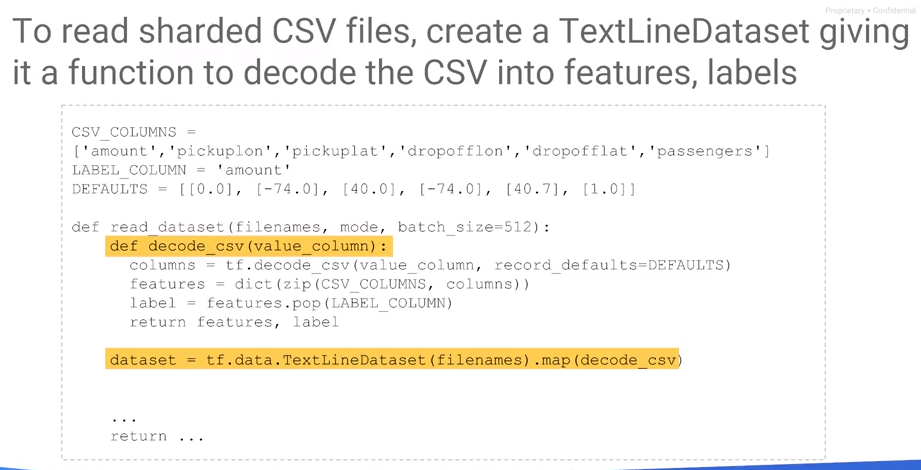 Proprietary + Confidential
To read sharded CSV files, create a TextLineDataset giving
it a function to decode the CSV into features, labels
CSV_COLUMNS =
['amount','pickuplon','pickuplat','dropofflon','dropofflat','passengers']
LABEL_COLUMN = 'amount'
DEFAULTS = [[0.0], [-74.0], [40.0], [-74.0], [40.7], [1.0]]
def read_dataset(filenames, mode, batch_size=512):
def decode_csv(value_column):
columns = tf.decode_csv(value_column, record_defaults=DEFAULTS)
features = dict(zip(CSV_COLUMNS, columns))
label = features.pop(LABEL_COLUMN)
return features, label
dataset = tf.data.TextLineDataset(filenames).map(decode_csv)
...
return ...